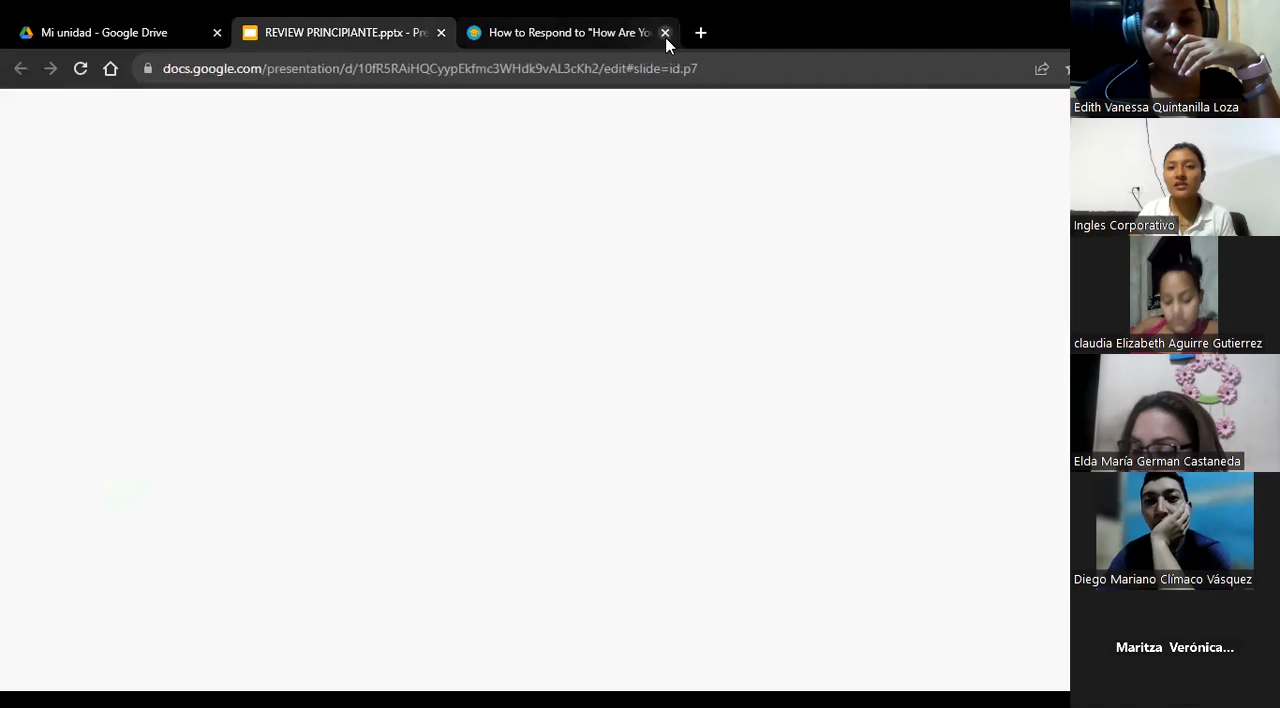 Mi unidad - Google Drive
REVIEW PRINCIPIANTE.pptx - Pre
How to Respond to "How Are Yo
docs.google.com/presentation/d/10fR5RAiHQCyypEkfmc3WHdk9vAL3cKh2/edit#slide=id.p7
Edith Vanessa Quintanilla Loza
Ingles Corporativo
claudia Elizabeth Aguirre Gutierrez
Elda María German Castaneda
Diego Mariano Clímaco Vásquez
Maritza Verónica...